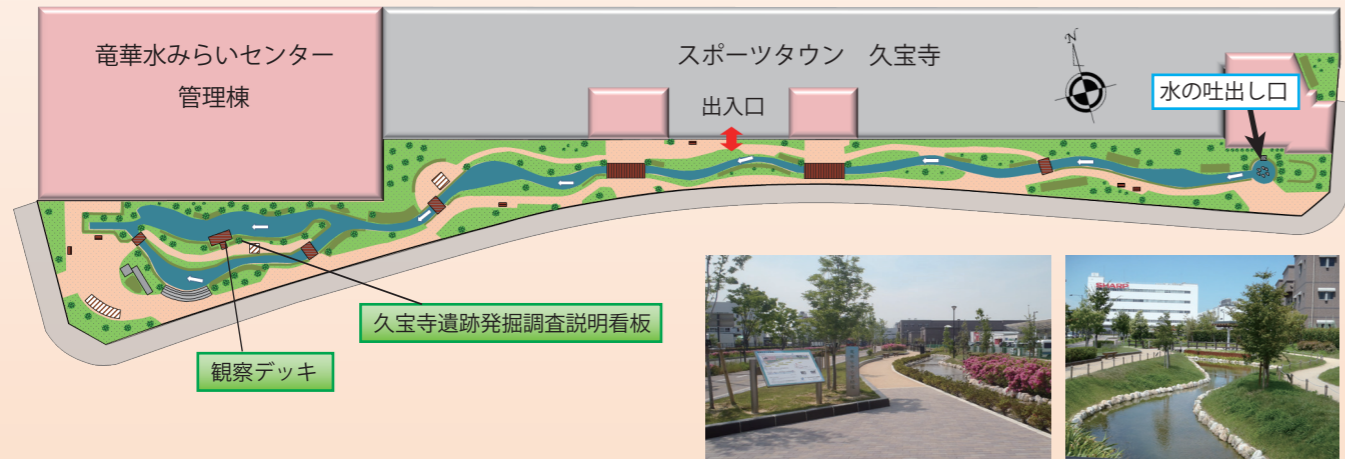 竜華水みらいセンター
管理棟
スポーツタウン 久宝寺
出入口
N
水の吐出し口
久宝寺遺跡発掘調査説明看板
観察デッキ
SHARP